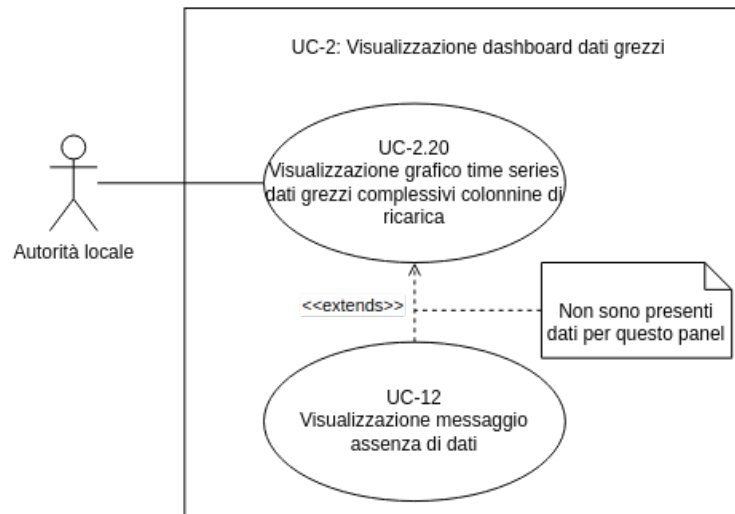 UC-2: Visualizzazione dashboard dati grezzi
UC-2.20
Visualizzazione grafico time series
dati grezzi complessivi colonnine di
ricarica
Autorità locale
<<extends>>
Non sono presenti
dati per questo panel
UC-12
Visualizzazione messaggio
assenza di dati